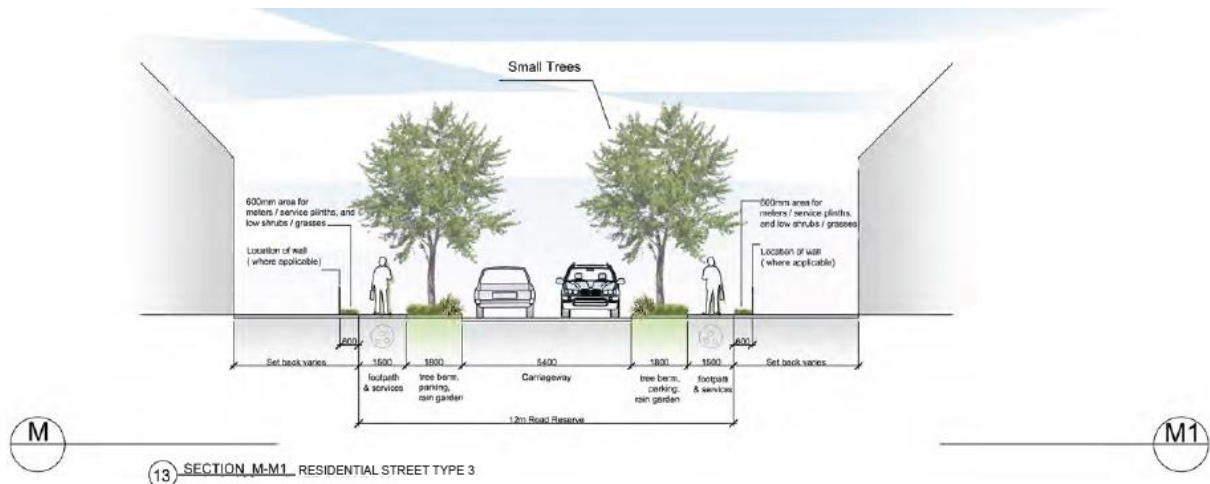 Small Trees
600mm area for
meters / service plinths, and
low shrubs / grasses
Location of wall
( where applicable)
600mm area for
meters / service plinths,
and low shrubs / grasses
Location of wall
( where applicable)
600
1500
1800
5400
1800
1500
600
Set back varies
footpath
& services
tree berm,
parking,
rain garden
Carriageway
tree berm,
parking,
rain garden
footpath
& services
Set back varies
12m Road Reserve
M
M1
13 SECTION M-M1 RESIDENTIAL STREET TYPE 3